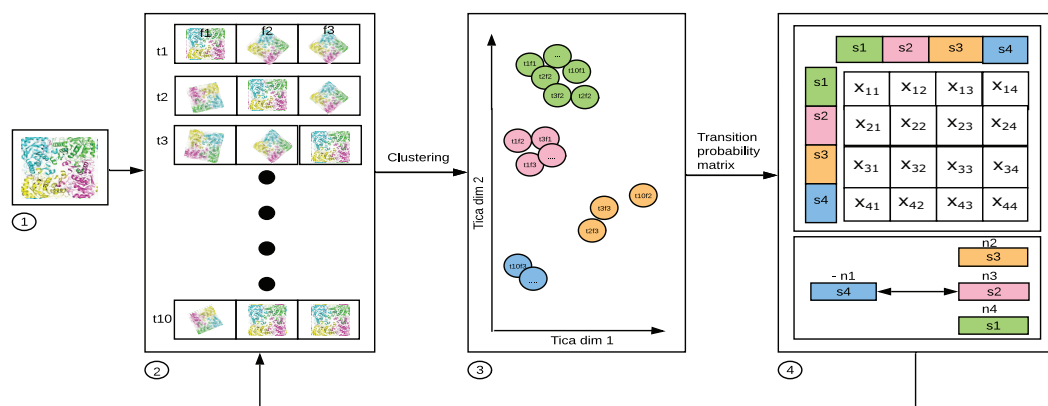 f1 f2 f3
t1
t2
t3
t10
1
2
Clustering
t1f1
...
t2f2
t10f1
t3f2
t2f2
t1f2
t3f1
t1f3
....
t10f2
t3f3
t2f3
t10f3
....
Tica dim 2
Tica dim 1
3
Transition
probability
matrix
s1 s2 s3 s4
s1 X11 X12 X13 X14
s2 X21 X22 X23 X24
s3 X31 X32 X33 X34
s4 X41 X42 X43 X44
n2
s3
- n1
s4
n3
s2
n4
s1
4